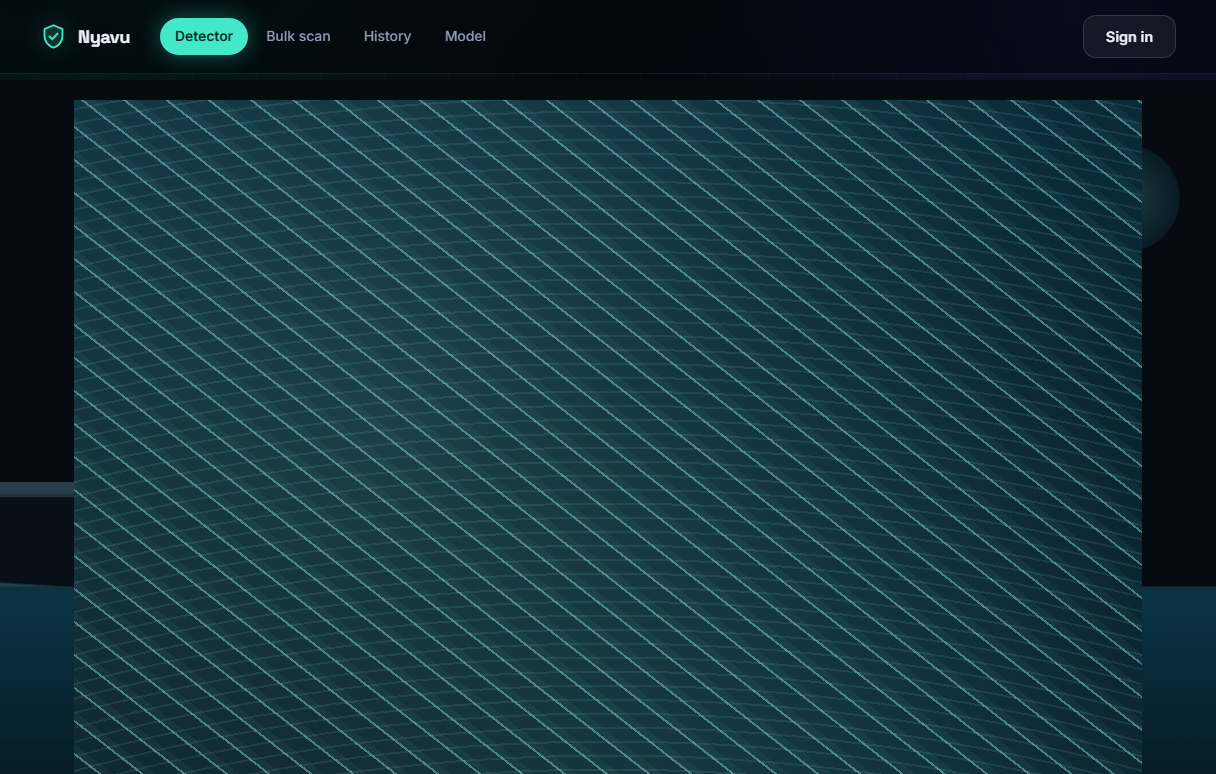 Nyavu
Detector
Bulk scan
History
Model
Sign in